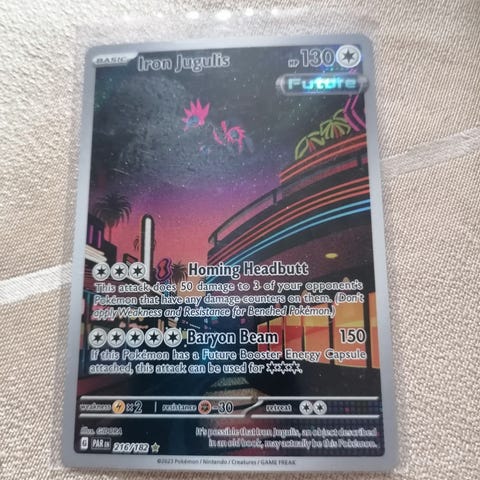 BASIC
Iron Jugulis
HP 130
Future
Homing Headbutt
This attack does 50 damage to 3 of your opponent's
Pokémon that have any damage counters on them. (Don't
apply Weakness and Resistance for Benched Pokémon.)
Baryon Beam 150
If this Pokémon has a Future Booster Energy Capsule
attached, this attack can be used for
weakness ×2 resistance -30 retreat
Illus. GIDORA
G PAR EN 216/182
It's possible that Iron Jugulis, an object described
in an old book, may actually be this Pokémon.
©2023 Pokémon / Nintendo / Creatures / GAME FREAK